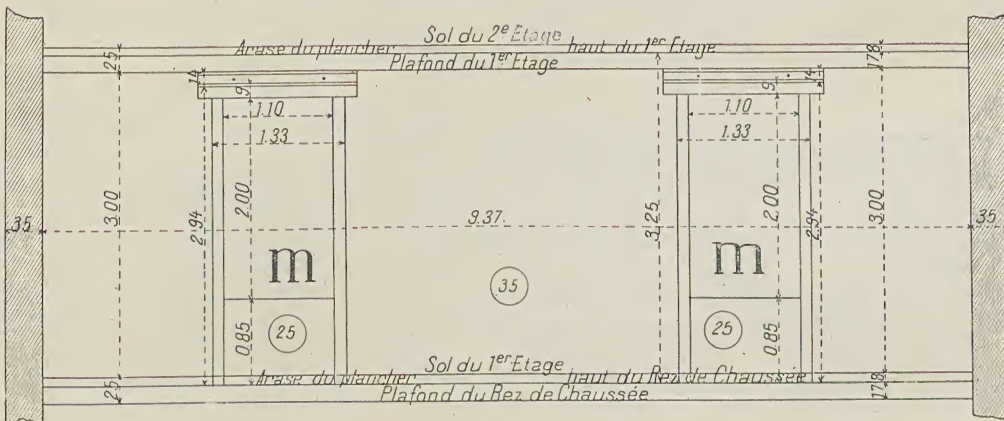 Sol du 2e Etage
Arase du plancher haut du 1er Etage
Plafond du 1er Etage
25 14 9 9 14 17.8
1.10 1.10
1.33 1.33
3.00 2.94 2.00 3.25 2.00 2.94 3.00
35 9.37. 35
m m
35
25 0.85 25 0.85
Sol du 1er Etage
Arase du plancher haut du Rez de Chaussée
Plafond du Rez de Chaussée
25 17.8